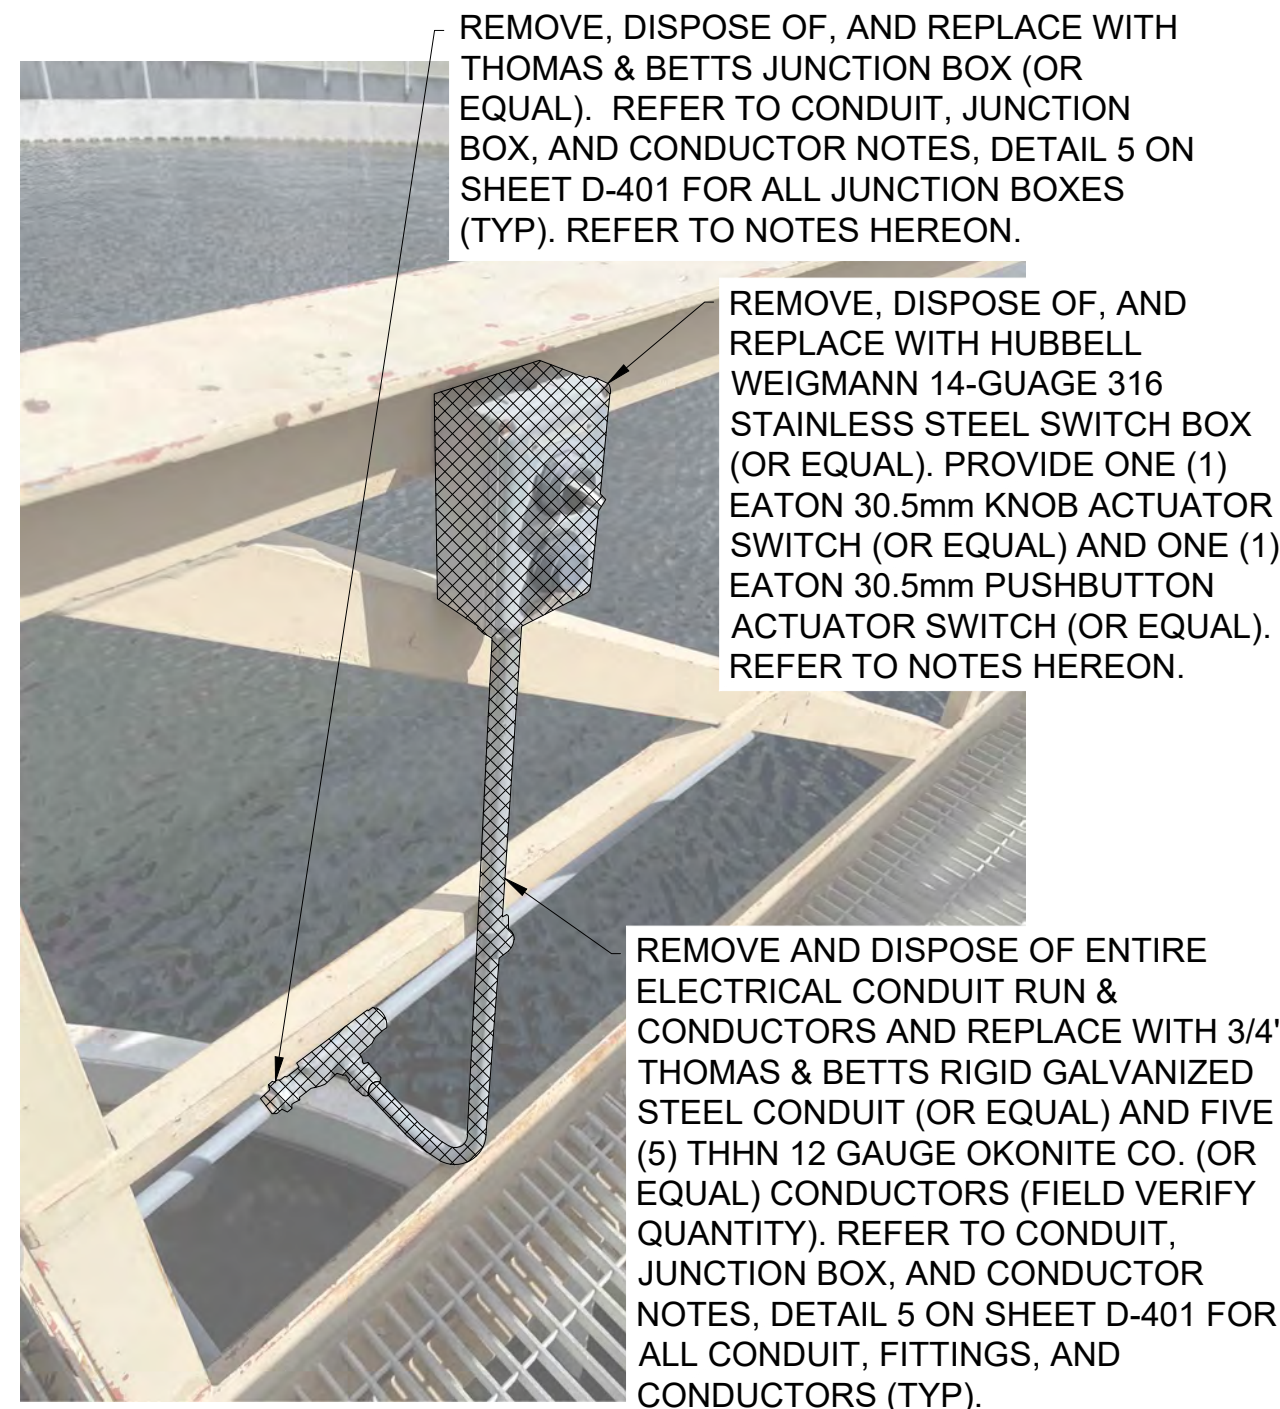 REMOVE, DISPOSE OF, AND REPLACE WITH
THOMAS & BETTS JUNCTION BOX (OR
EQUAL). REFER TO CONDUIT, JUNCTION
BOX, AND CONDUCTOR NOTES, DETAIL 5 ON
SHEET D-401 FOR ALL JUNCTION BOXES
(TYP). REFER TO NOTES HEREON.
REMOVE, DISPOSE OF, AND
REPLACE WITH HUBBELL
WEIGMANN 14-GUAGE 316
STAINLESS STEEL SWITCH BOX
(OR EQUAL). PROVIDE ONE (1)
EATON 30.5mm KNOB ACTUATOR
SWITCH (OR EQUAL) AND ONE (1)
EATON 30.5mm PUSHBUTTON
ACTUATOR SWITCH (OR EQUAL).
REFER TO NOTES HEREON.
REMOVE AND DISPOSE OF ENTIRE
ELECTRICAL CONDUIT RUN &
CONDUCTORS AND REPLACE WITH 3/4'
THOMAS & BETTS RIGID GALVANIZED
STEEL CONDUIT (OR EQUAL) AND FIVE
(5) THHN 12 GAUGE OKONITE CO. (OR
EQUAL) CONDUCTORS (FIELD VERIFY
QUANTITY). REFER TO CONDUIT,
JUNCTION BOX, AND CONDUCTOR
NOTES, DETAIL 5 ON SHEET D-401 FOR
ALL CONDUIT, FITTINGS, AND
CONDUCTORS (TYP).